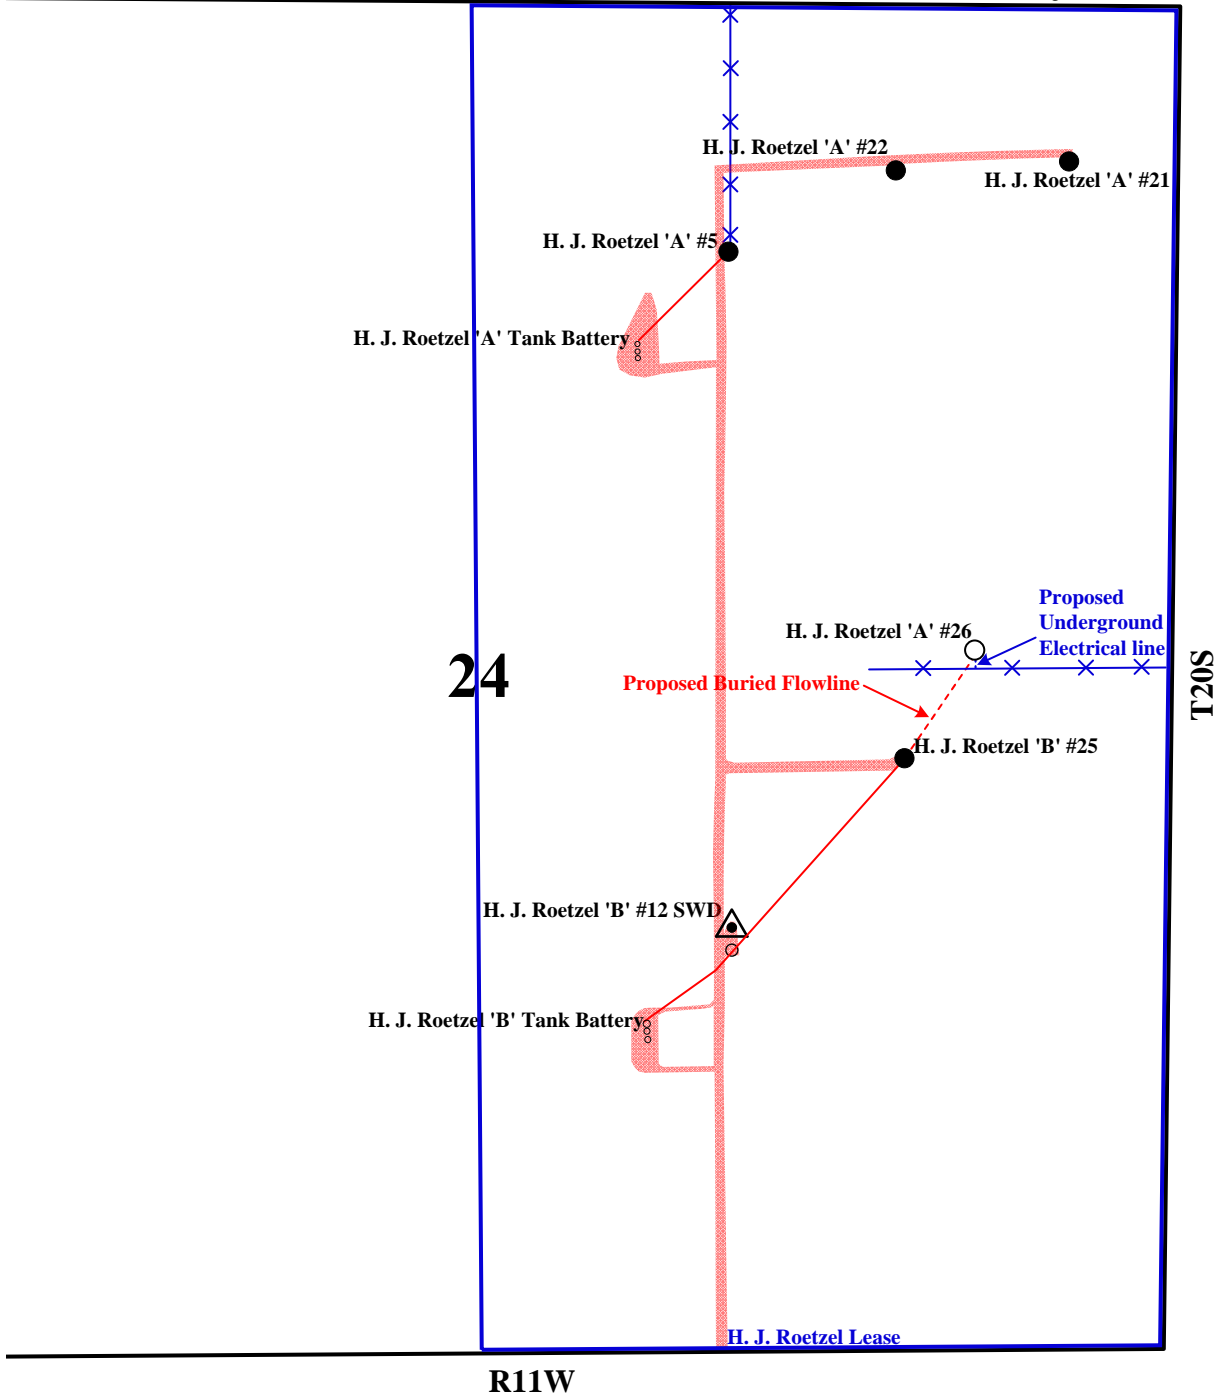 H. J. Roetzel 'A' #22
H. J. Roetzel 'A' #21
H. J. Roetzel 'A' #5
H. J. Roetzel 'A' Tank Battery
Proposed
Underground
Electrical line
H. J. Roetzel 'A' #26
24
T20S
Proposed Buried Flowline
H. J. Roetzel 'B' #25
H. J. Roetzel 'B' #12 SWD
H. J. Roetzel 'B' Tank Battery
H. J. Roetzel Lease
R11W